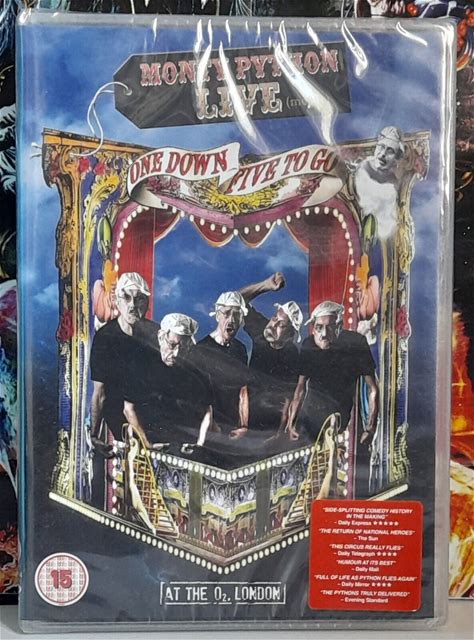 MONTY PYTHON
LIVE (mostly)
ONE DOWN FIVE TO GO
15
AT THE O2, LONDON
"SIDE-SPLITTING COMEDY HISTORY
IN THE MAKING"
- Daily Express ★★★★★
"THE RETURN OF NATIONAL HEROES"
- The Sun
"THIS CIRCUS REALLY FLIES"
- Daily Telegraph ★★★★
"HUMOUR AT ITS BEST"
- Daily Mail
"FULL OF LIFE AS PYTHON FLIES AGAIN"
- Daily Mirror ★★★★
"THE PYTHONS TRULY DELIVERED"
- Evening Standard